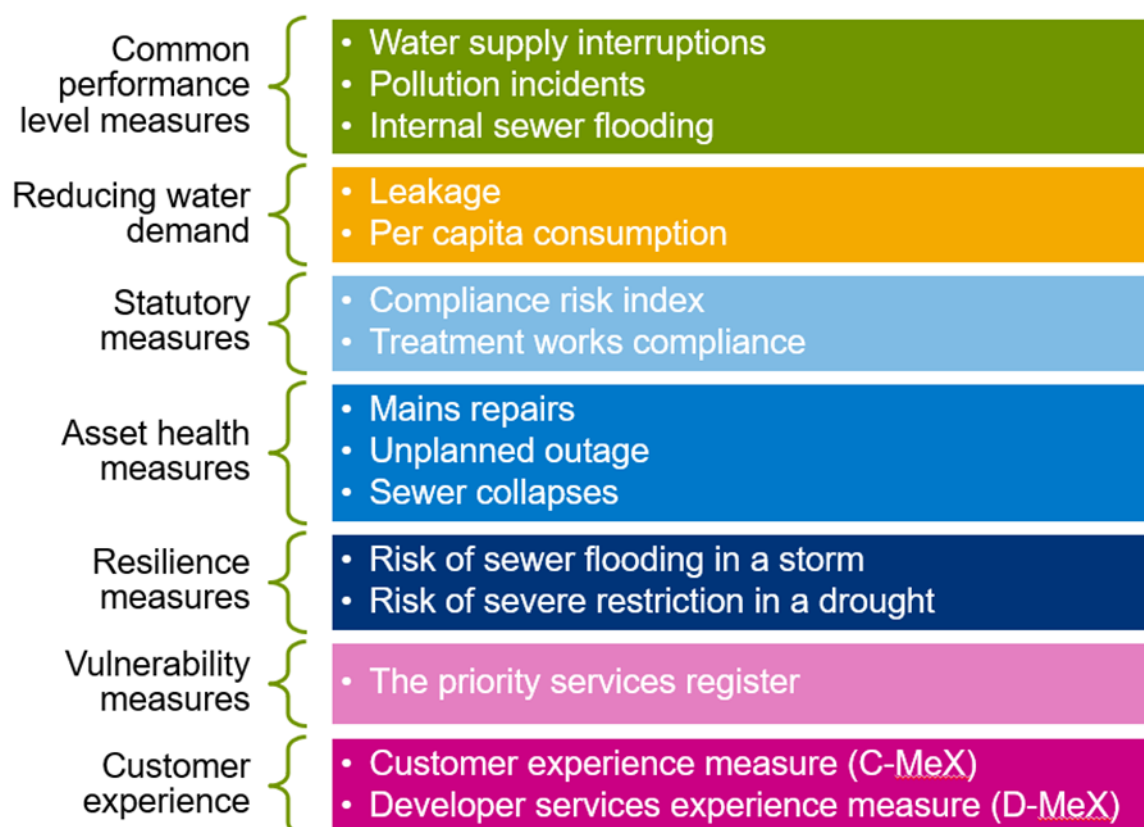 Common
performance
level measures
• Water supply interruptions
• Pollution incidents
• Internal sewer flooding
Reducing water
demand
• Leakage
• Per capita consumption
Statutory
measures
• Compliance risk index
• Treatment works compliance
Asset health
measures
• Mains repairs
• Unplanned outage
• Sewer collapses
Resilience
measures
• Risk of sewer flooding in a storm
• Risk of severe restriction in a drought
Vulnerability
measures
• The priority services register
Customer
experience
• Customer experience measure (C-MeX)
• Developer services experience measure (D-MeX)